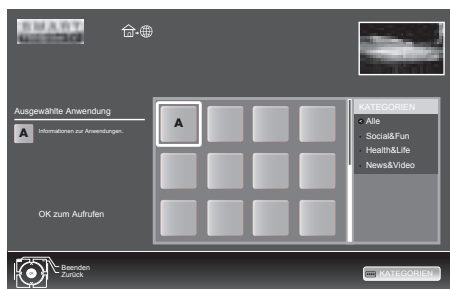 SMART
Ausgewählte Anwendung
A
Informationen zur Anwendungen.
OK zum Aufrufen
A
KATEGORIEN
Alle
Social&Fun
Health&Life
News&Video
Beenden
Zurück
KATEGORIEN